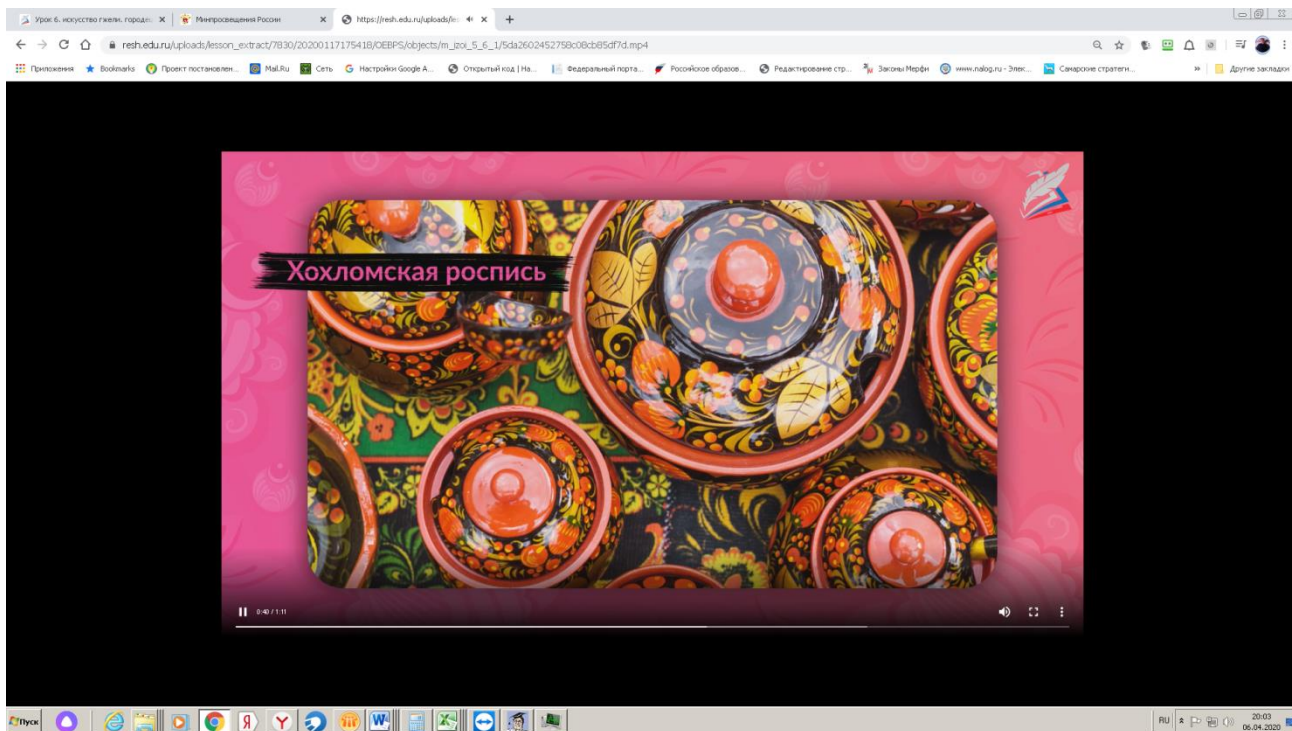 Урок 6. искусство гжели. городе
Минпросвещения России
https://resh.edu.ru/uploads/les
resh.edu.ru/uploads/lesson_extract/7830/20200117175418/OEBPS/objects/m_izoi_5_6_1/5da2602452758c08cb85df7d.mp4
Приложения
Bookmarks
Проект постановлен...
Mail.Ru
Сеть
Настройки Google A...
Открытый код | На...
Федеральный порта...
Российское образов...
Редактирование стр...
Законы Мерфи
www.nalog.ru - Элек...
Самарские стратеги...
»
Другие закладки
Хохломская роспись
0:40 / 1:11
Пуск
RU
20:03
06.04.2020